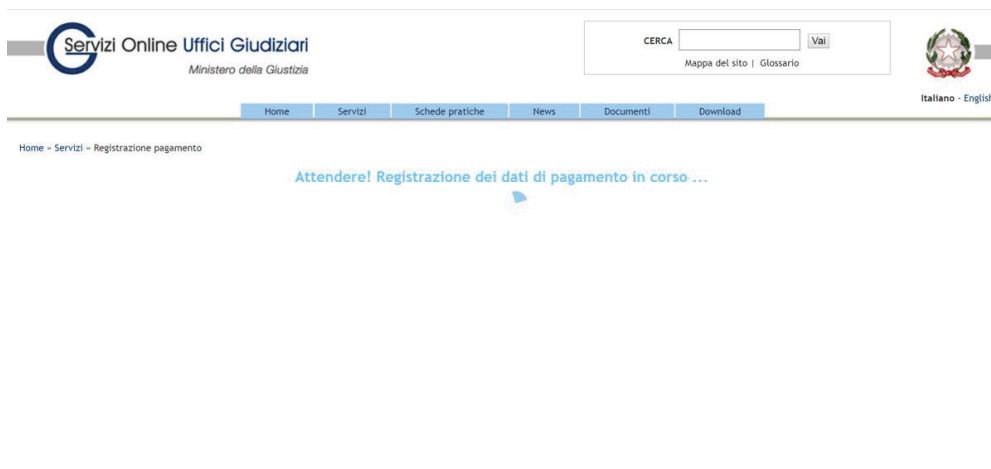 Servizi Online Uffici Giudiziari
Ministero della Giustizia
CERCA Vai
Mappa del sito | Glossario
Italiano - English
Home Servizi Schede pratiche News Documenti Download
Home » Servizi » Registrazione pagamento
Attendere! Registrazione dei dati di pagamento in corso ...